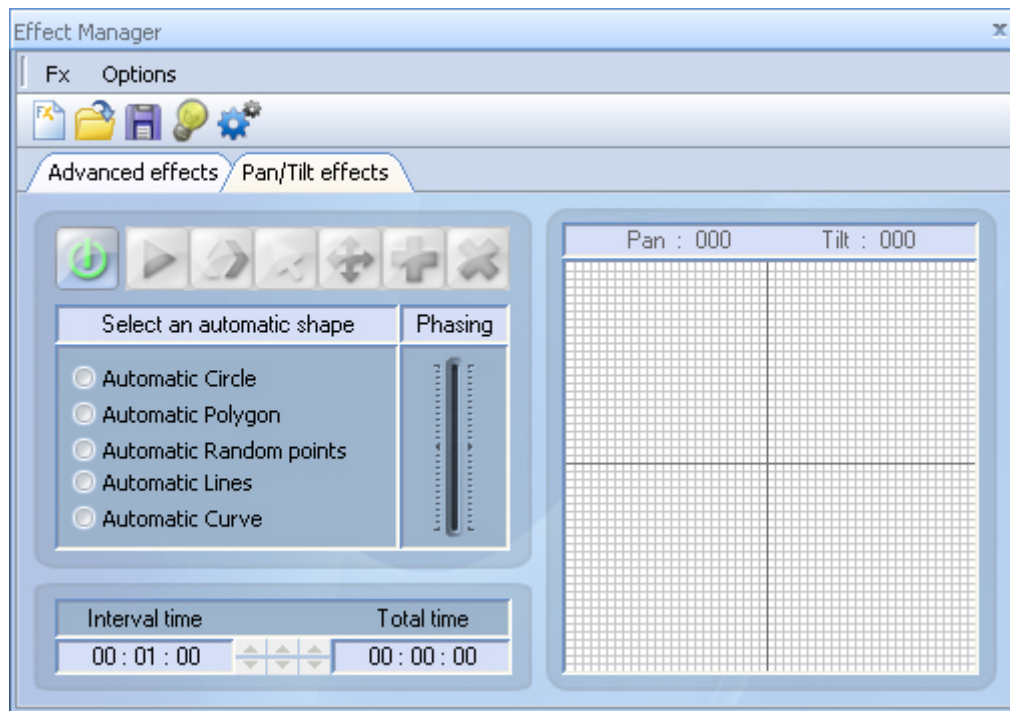 Effect Manager
Fx Options
FX
Advanced effects Pan/Tilt effects
Pan : 000 Tilt : 000
Select an automatic shape Phasing
Automatic Circle
Automatic Polygon
Automatic Random points
Automatic Lines
Automatic Curve
Interval time Total time
00 : 01 : 00 00 : 00 : 00